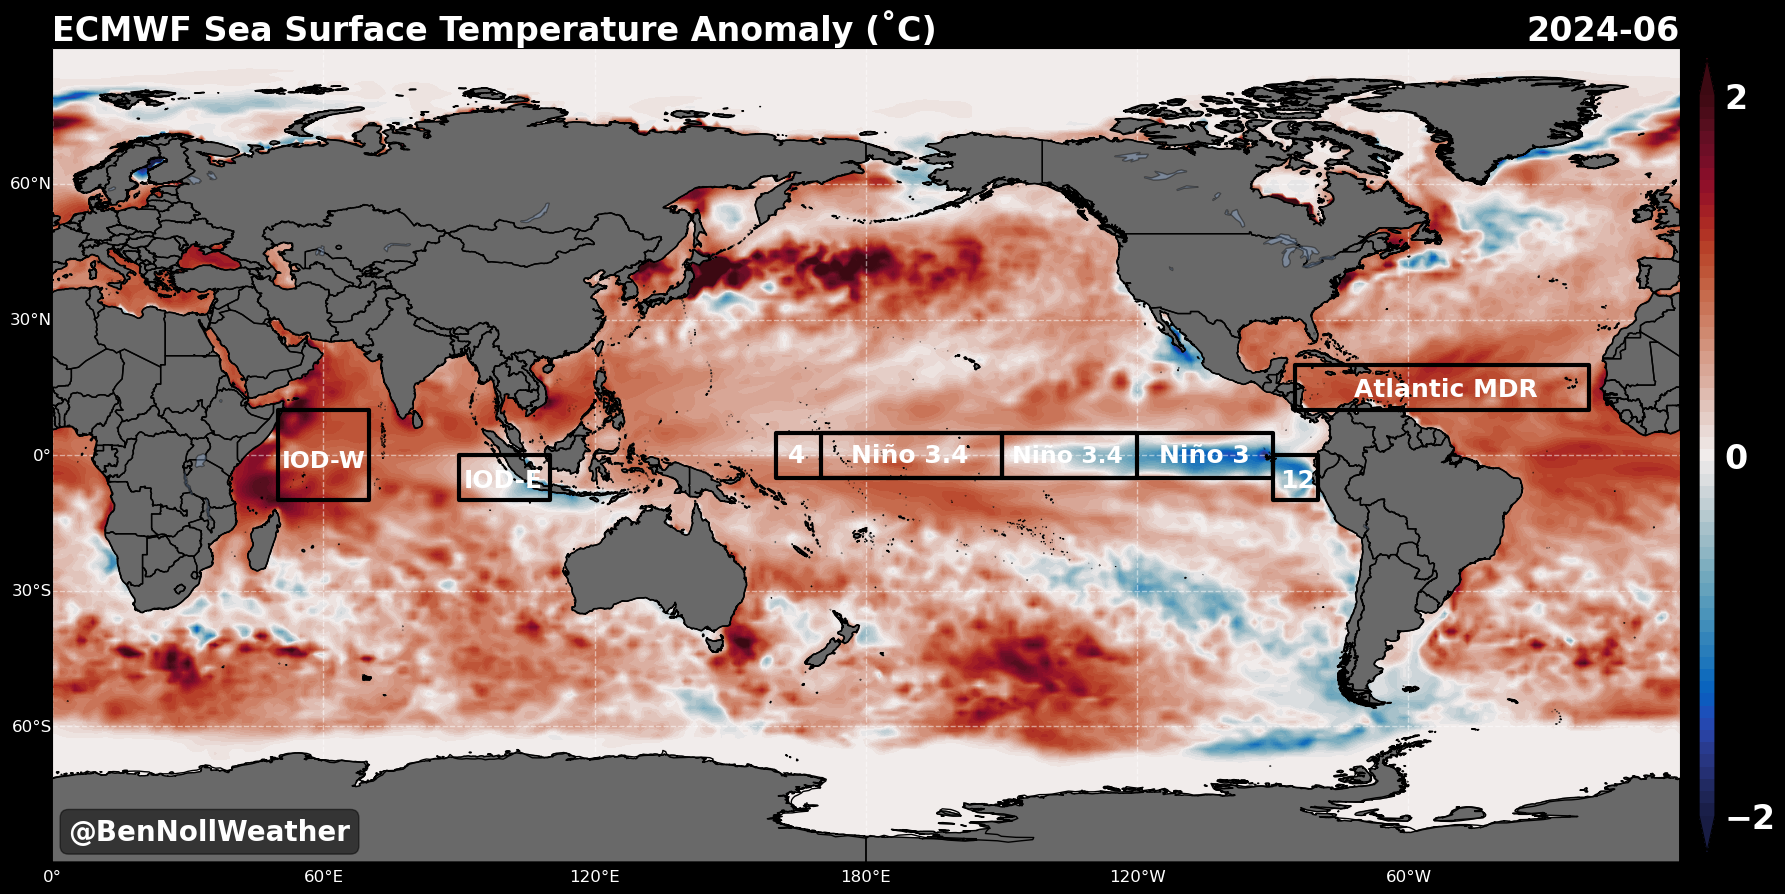 ECMWF Sea Surface Temperature Anomaly (˚C)
2024-06
2
0
−2
60°N
30°N
0°
30°S
60°S
IOD-W
IOD-E
4
Niño 3.4
Niño 3.4
Niño 3
12
Atlantic MDR
@BenNollWeather
0°
60°E
120°E
180°E
120°W
60°W